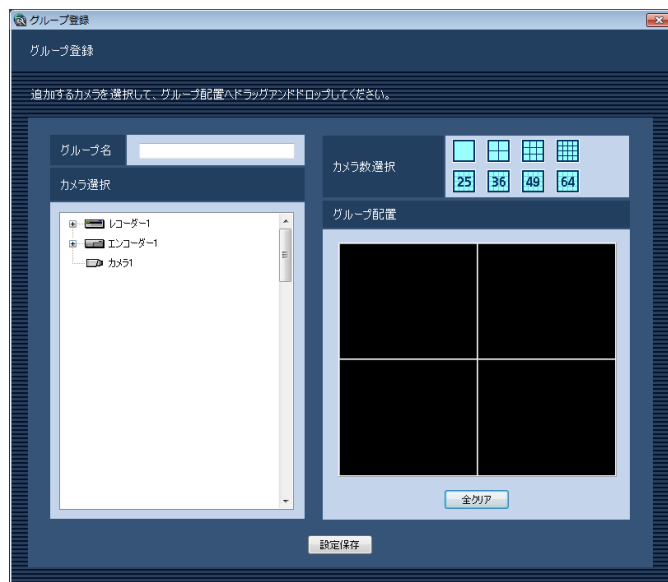 グループ登録
グループ登録
追加するカメラを選択して、グループ配置へドラッグアンドドロップしてください。
グループ名
カメラ選択
レコーダー1
エンコーダー1
カメラ1
カメラ数選択
25 36 49 64
グループ配置
全クリア
設定保存